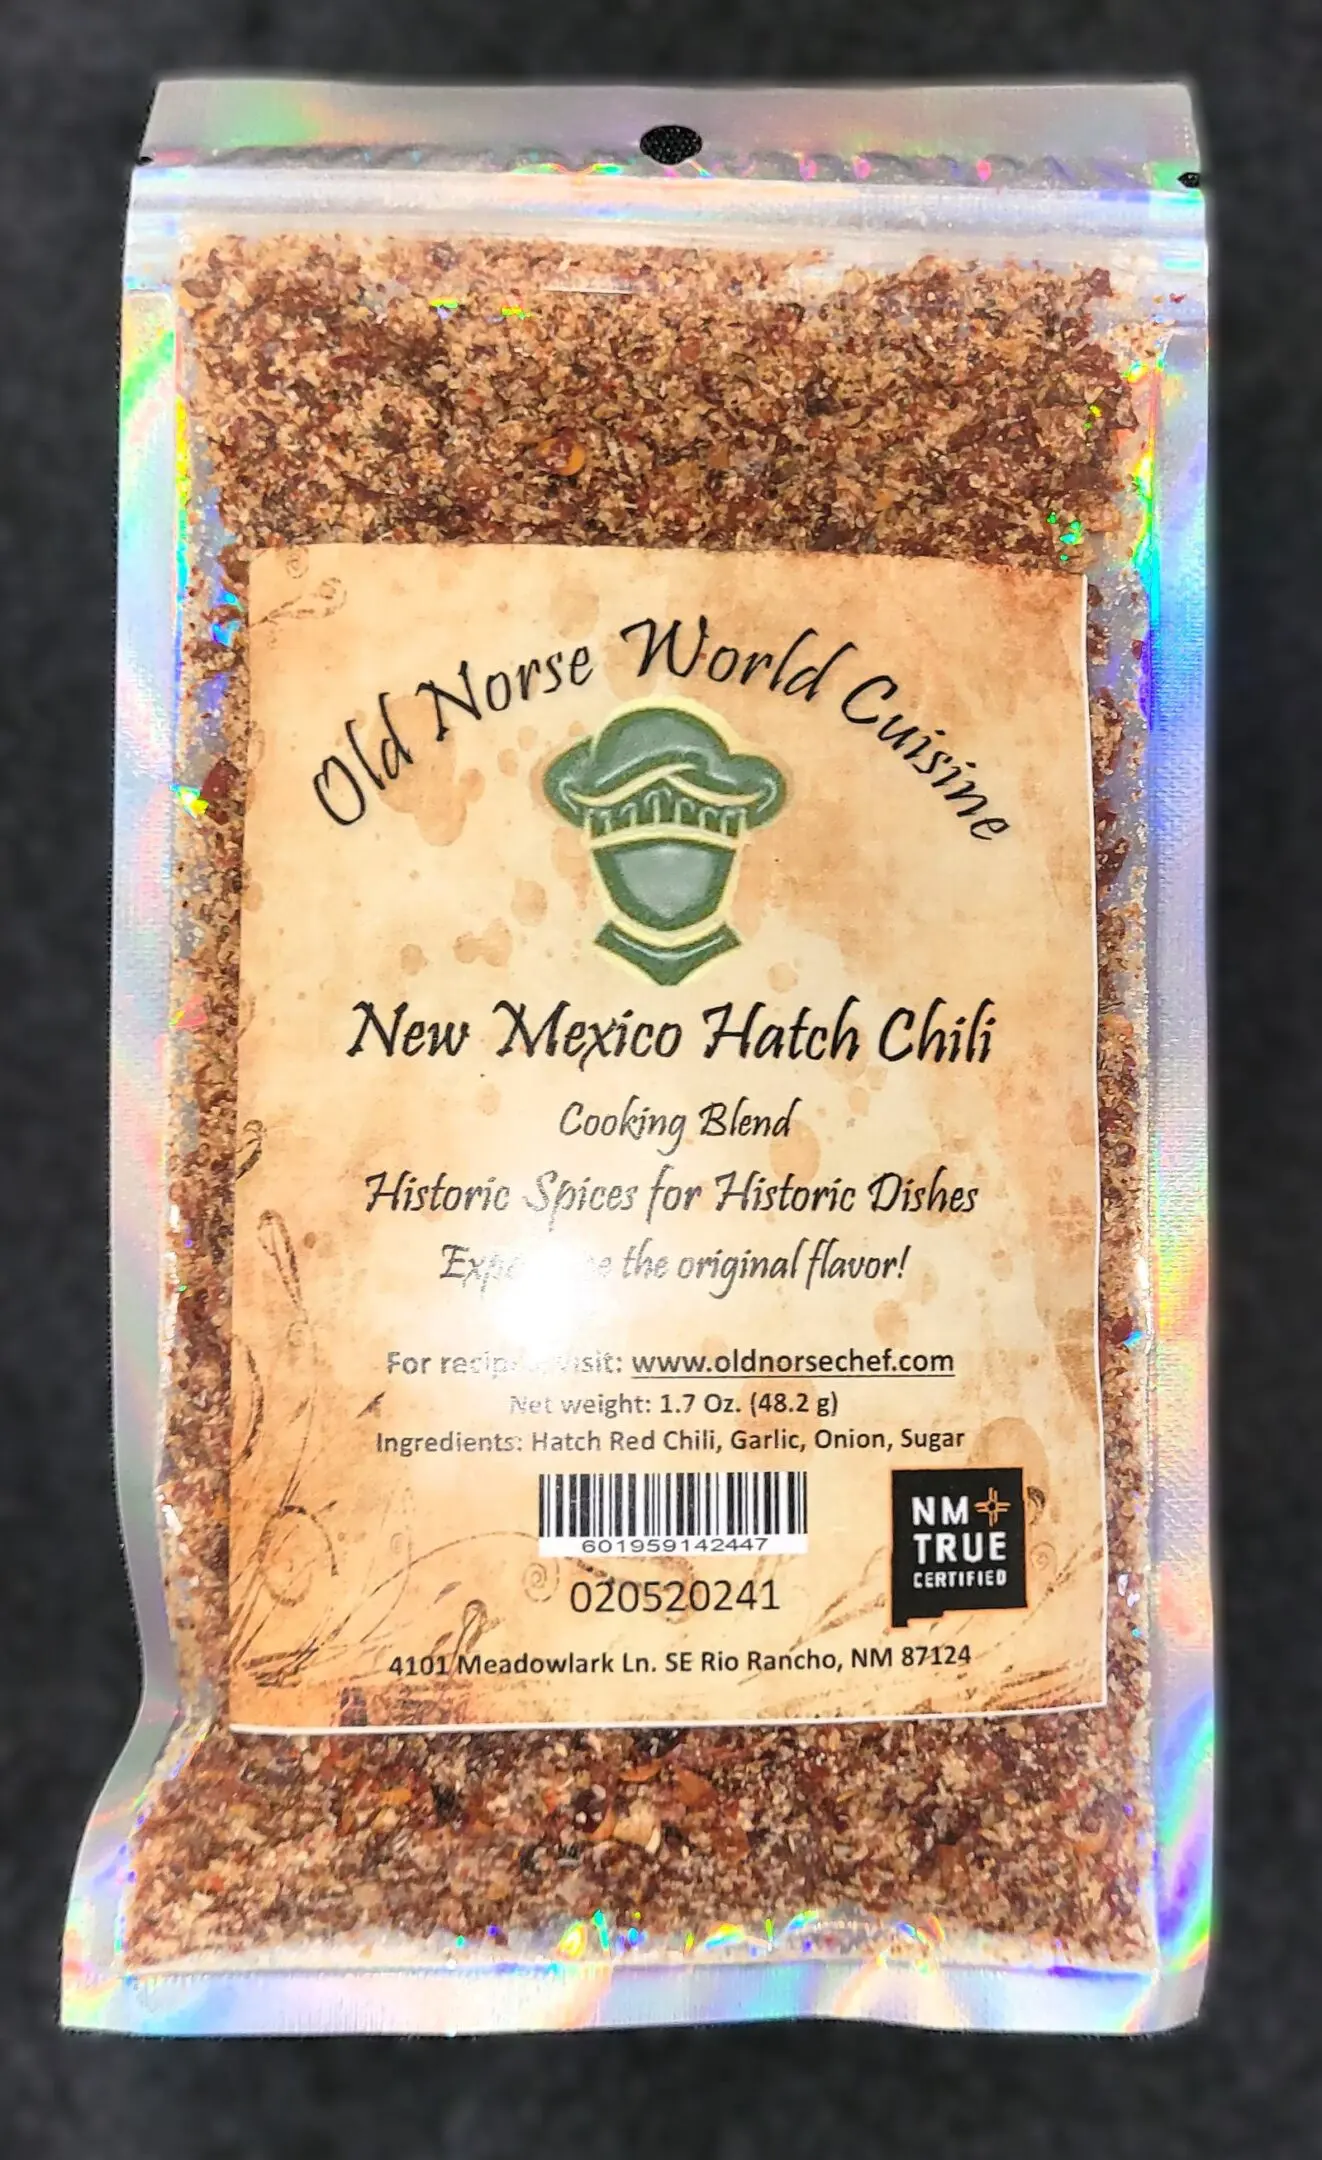 Old Norse World Cuisine
New Mexico Hatch Chili
Cooking Blend
Historic Spices for Historic Dishes
the original flavor!
For visit: www.oldnorsechef.com
Net weight: 1.7 Oz. (48.2 g)
Ingredients: Hatch Red Chili, Garlic, Onion, Sugar
601959142447
NM
TRUE
CERTIFIED
020520241
4101 Meadowlark Ln. SE Rio Rancho, NM 87124